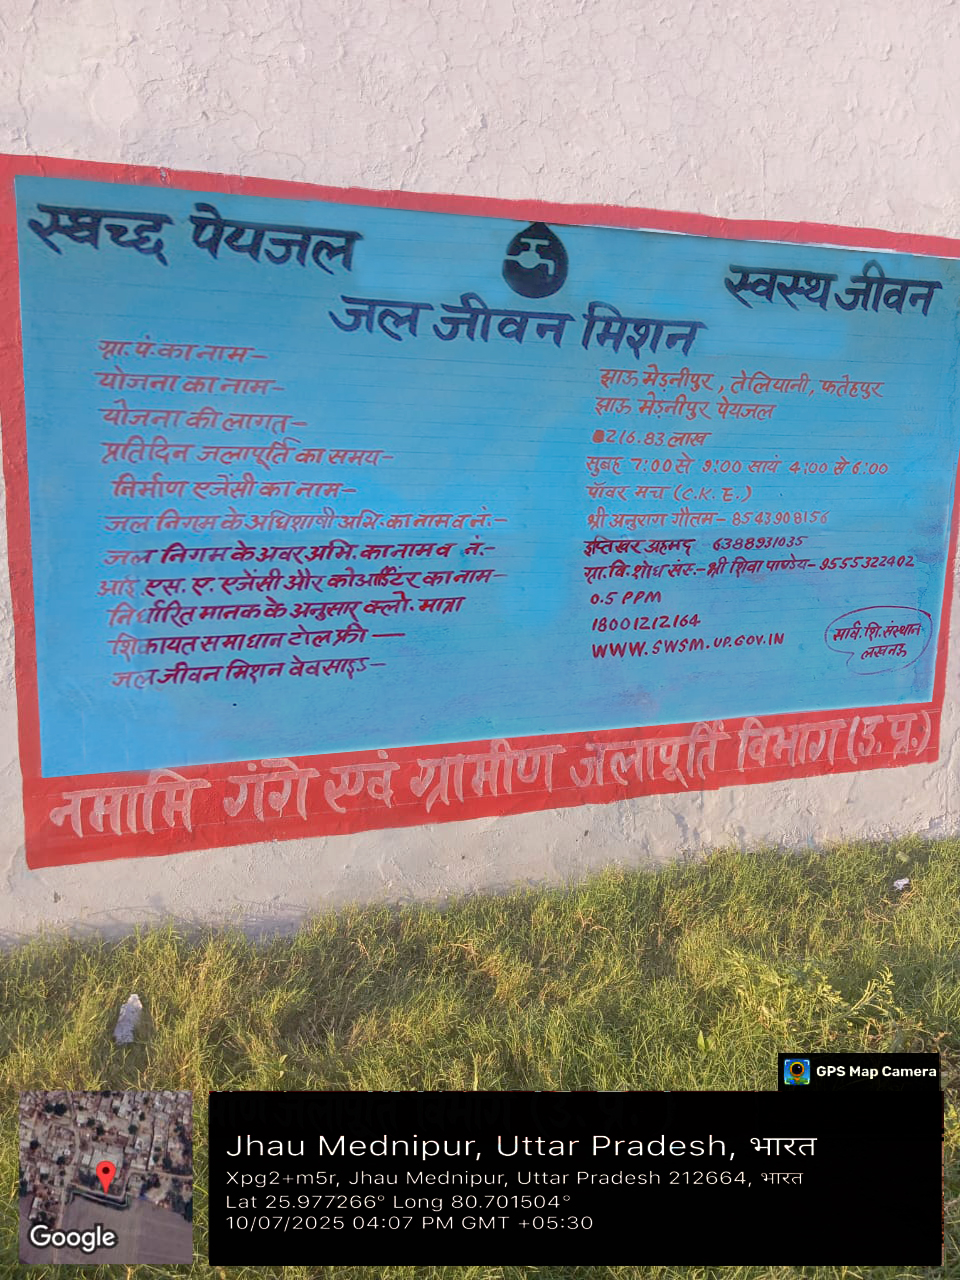 स्वच्छ पेयजल
स्वस्थ जीवन
जल जीवन मिशन
ग्रा. पं. का नाम- झाऊ मेड़नीपुर, तेलियानी, फतेहपुर
योजना का नाम- झाऊ मेड़नीपुर पेयजल
योजना की लागत- 216.83 लाख
प्रतिदिन जलापूर्ति का समय- सुबह 7:00 से 9:00 सायं 4:00 से 6:00
निर्माण एजेंसी का नाम- पॉवर मच (C.K.E.)
जल निगम के अधिशाषी अभि. का नाम व नं.- श्री अनुराग गौतम- 8543908156
जल निगम के अवर अभि. का नाम व नं.- इफ्तिखर अहमद 6388931035
आई. एस. ए. एजेंसी और कोआर्डिटर का नाम- ग्रा. वि. शोध संस.- श्री शिवा पाण्डेय- 9555322402
निर्धारित मानक के अनुसार क्लो. मात्रा 0.5 PPM
शिकायत समाधान टोल फ्री — 18001212164
जल जीवन मिशन वेवसाइड- WWW.SWSM.UP.GOV.IN
सार्व. शि. संस्थान
लखनऊ
नमामि गंगे एवं ग्रामीण जलापूर्ति विभाग (उ. प्र.)
GPS Map Camera
Jhau Mednipur, Uttar Pradesh, भारत
Xpg2+m5r, Jhau Mednipur, Uttar Pradesh 212664, भारत
Lat 25.977266° Long 80.701504°
10/07/2025 04:07 PM GMT +05:30
Google